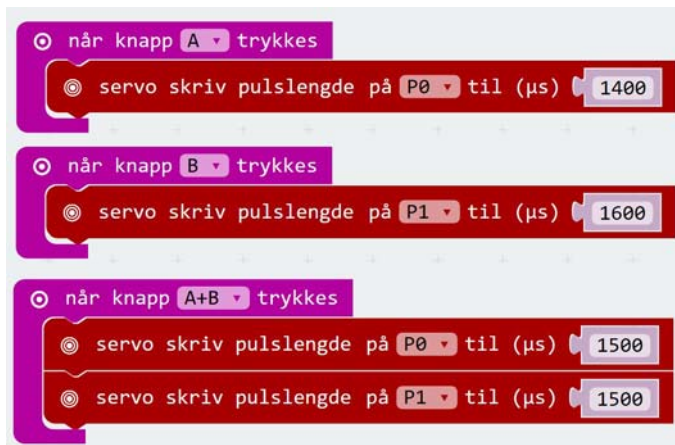 når knapp A trykkes
servo skriv pulslengde på P0 til (µs) 1400
når knapp B trykkes
servo skriv pulslengde på P1 til (µs) 1600
når knapp A+B trykkes
servo skriv pulslengde på P0 til (µs) 1500
servo skriv pulslengde på P1 til (µs) 1500